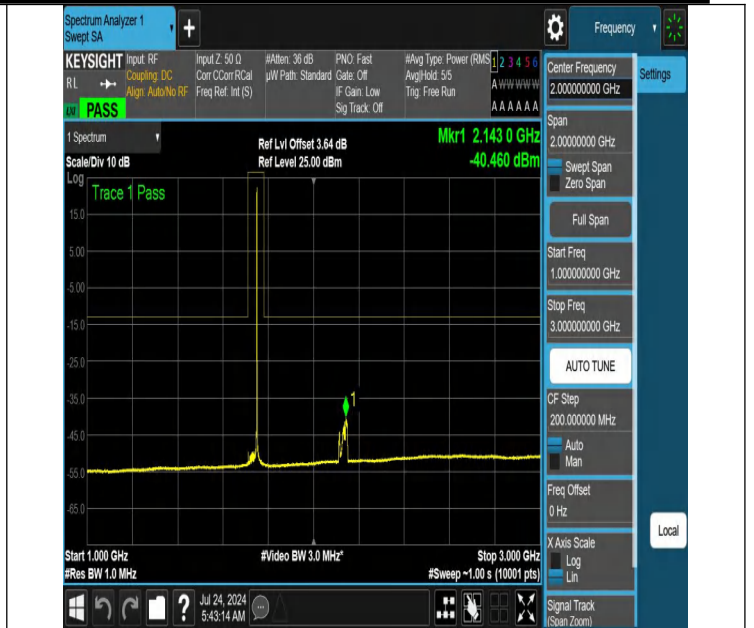 Spectrum Analyzer 1
Swept SA
+
Frequency
KEYSIGHT
RL
PASS
Input: RF
Coupling: DC
Align: Auto/No RF
Input Z: 50 Ω
Corr CCorr RCal
Freq Ref: Int (S)
#Atten: 36 dB
µW Path: Standard
PNO: Fast
Gate: Off
IF Gain: Low
Sig Track: Off
#Avg Type: Power (RMS
Avg|Hold: 5/5
Trig: Free Run
1 2 3 4 5 6
A W W W W W
A A A A A A
1 Spectrum
Scale/Div 10 dB
Ref Lvl Offset 3.64 dB
Ref Level 25.00 dBm
Mkr1 2.143 0 GHz
-40.460 dBm
Log
Trace 1 Pass
15.0
5.00
-5.00
-15.0
-25.0
-35.0
1
-45.0
-55.0
-65.0
Start 1.000 GHz
#Res BW 1.0 MHz
#Video BW 3.0 MHz*
Stop 3.000 GHz
#Sweep ~1.00 s (10001 pts)
Jul 24, 2024
5:43:14 AM
?
Center Frequency
2.000000000 GHz
Span
2.00000000 GHz
Swept Span
Zero Span
Full Span
Start Freq
1.000000000 GHz
Stop Freq
3.000000000 GHz
AUTO TUNE
CF Step
200.000000 MHz
Auto
Man
Freq Offset
0 Hz
X Axis Scale
Log
Lin
Signal Track
(Span Zoom)
Settings
Local